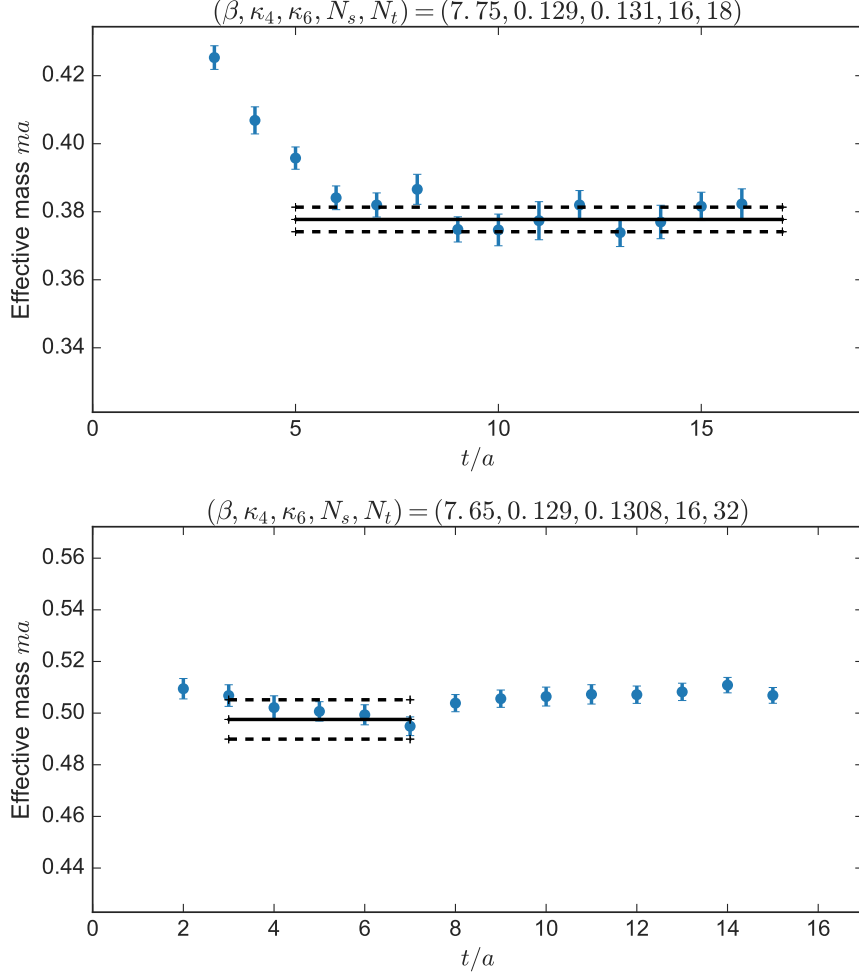 (β, κ₄, κ₆, Nₛ, Nₜ) = (7.75, 0.129, 0.131, 16, 18)
Effective mass ma
0.42
0.40
0.38
0.36
0.34
0 5 10 15
t/a
(β, κ₄, κ₆, Nₛ, Nₜ) = (7.65, 0.129, 0.1308, 16, 32)
Effective mass ma
0.56
0.54
0.52
0.50
0.48
0.46
0.44
0 2 4 6 8 10 12 14 16
t/a